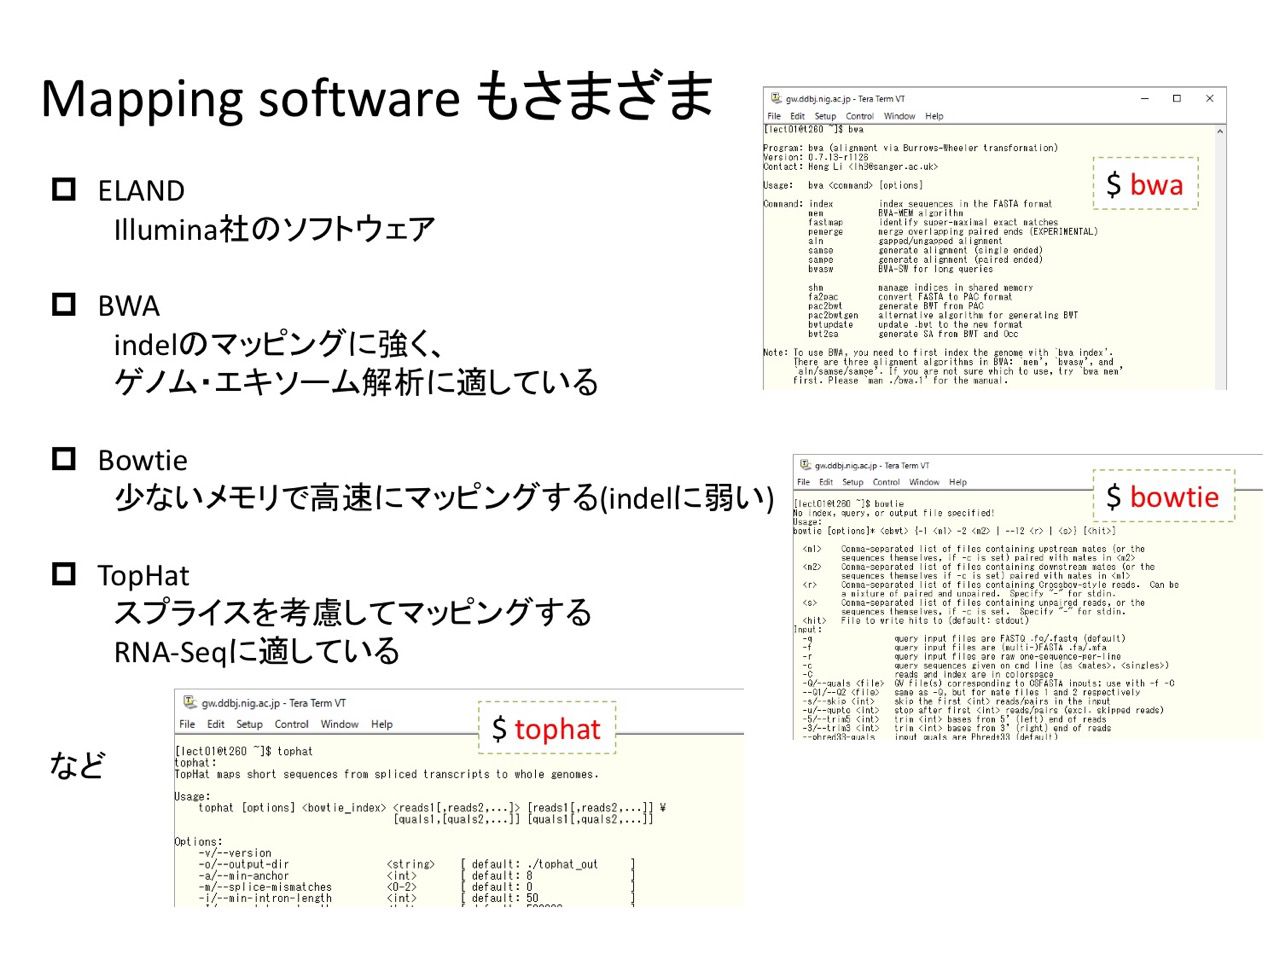 Mapping software もさまざま
ELAND
Illumina社のソフトウェア
BWA
indelのマッピングに強く、
ゲノム・エキソーム解析に適している
Bowtie
少ないメモリで高速にマッピングする(indelに弱い)
TopHat
スプライスを考慮してマッピングする
RNA-Seqに適している
など
gw.ddbj.nig.ac.jp - Tera Term VT
File Edit Setup Control Window Help
$ bwa
[lect01@t260 ~]$ bwa
Program: bwa (alignment via Burrows-Wheeler transformation)
Version: 0.7.13-r1126
Contact: Heng Li <lh3@sanger.ac.uk>
Usage: bwa <command> [options]
Command: index index sequences in the FASTA format
mem BWA-MEM algorithm
fastmap identify super-maximal exact matches
pemerge merge overlapping paired ends (EXPERIMENTAL)
aln gapped/ungapped alignment
samse generate alignment (single ended)
sampe generate alignment (paired ended)
bwasw BWA-SW for long queries
shm manage indices in shared memory
fa2pac convert FASTA to PAC format
pac2bwt generate BWT from PAC
pac2bwtgen alternative algorithm for generating BWT
bwtupdate update .bwt to the new format
bwt2sa generate SA from BWT and Occ
Note: To use BWA, you need to first index the genome with `bwa index'.
There are three alignment algorithms in BWA: `mem', `bwasw', and
`aln/samse/sampe'. If you are not sure which to use, try `bwa mem'
first. Please `man ./bwa.1' for the manual.
gw.ddbj.nig.ac.jp - Tera Term VT
File Edit Setup Control Window Help
$ bowtie
[lect01@t260 ~]$ bowtie
No index, query, or output file specified!
Usage:
bowtie [options]* <ebwt> {-1 <m1> -2 <m2> | --12 <r> | <s>} [<hit>]
<m1> Comma-separated list of files containing upstream mates (or the
sequences themselves, if -c is set) paired with mates in <m2>
<m2> Comma-separated list of files containing downstream mates (or the
sequences themselves if -c is set) paired with mates in <m1>
<r> Comma-separated list of files containing Crossbow-style reads. Can be
a mixture of paired and unpaired. Specify "-" for stdin.
<s> Comma-separated list of files containing unpaired reads, or the
sequences themselves, if -c is set. Specify "-" for stdin.
<hit> File to write hits to (default: stdout)
Input:
-q query input files are FASTQ .fq/.fastq (default)
-f query input files are (multi-)FASTA .fa/.mfa
-r query input files are raw one-sequence-per-line
-c query sequences given on cmd line (as <mates>, <singles>)
-C reads and index are in colorspace
-Q/--quals <file> QV file(s) corresponding to CSFASTA inputs; use with -f -C
--Q1/--Q2 <file> same as -Q, but for mate files 1 and 2 respectively
-s/--skip <int> skip the first <int> reads/pairs in the input
-u/--qupto <int> stop after first <int> reads/pairs (excl. skipped reads)
-5/--trim5 <int> trim <int> bases from 5' (left) end of reads
-3/--trim3 <int> trim <int> bases from 3' (right) end of reads
--phred33-quals input quals are Phred+33 (default)
gw.ddbj.nig.ac.jp - Tera Term VT
File Edit Setup Control Window Help
$ tophat
[lect01@t260 ~]$ tophat
tophat:
TopHat maps short sequences from spliced transcripts to whole genomes.
Usage:
tophat [options] <bowtie_index> <reads1[,reads2,...]> [reads1[,reads2,...]] ¥
[quals1,[quals2,...]] [quals1[,quals2,...]]
Options:
-v/--version
-o/--output-dir <string> [ default: ./tophat_out ]
-a/--min-anchor <int> [ default: 8 ]
-m/--splice-mismatches <0-2> [ default: 0 ]
-i/--min-intron-length <int> [ default: 50 ]